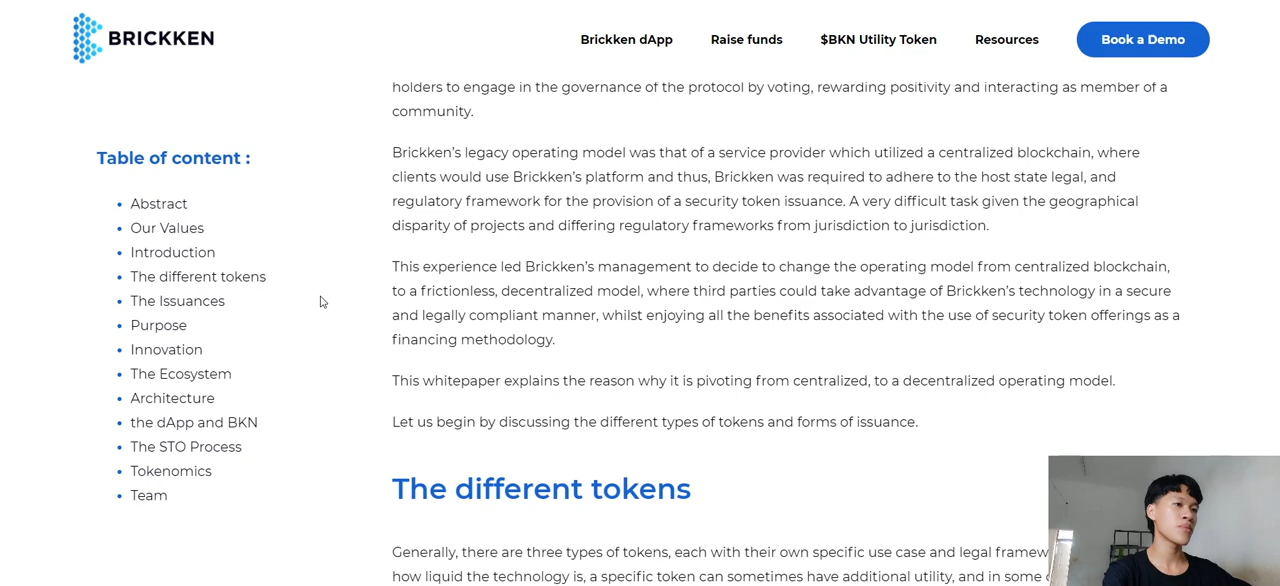 BRICKKEN
Brickken dApp
Raise funds
$BKN Utility Token
Resources
Book a Demo
Table of content :
Abstract
Our Values
Introduction
The different tokens
The Issuances
Purpose
Innovation
The Ecosystem
Architecture
the dApp and BKN
The STO Process
Tokenomics
Team
holders to engage in the governance of the protocol by voting, rewarding positivity and interacting as member of a
community.
Brickken’s legacy operating model was that of a service provider which utilized a centralized blockchain, where
clients would use Brickken’s platform and thus, Brickken was required to adhere to the host state legal, and
regulatory framework for the provision of a security token issuance. A very difficult task given the geographical
disparity of projects and differing regulatory frameworks from jurisdiction to jurisdiction.
This experience led Brickken’s management to decide to change the operating model from centralized blockchain,
to a frictionless, decentralized model, where third parties could take advantage of Brickken’s technology in a secure
and legally compliant manner, whilst enjoying all the benefits associated with the use of security token offerings as a
financing methodology.
This whitepaper explains the reason why it is pivoting from centralized, to a decentralized operating model.
Let us begin by discussing the different types of tokens and forms of issuance.
The different tokens
Generally, there are three types of tokens, each with their own specific use case and legal
how liquid the technology is, a specific token can sometimes have additional utility, and in some